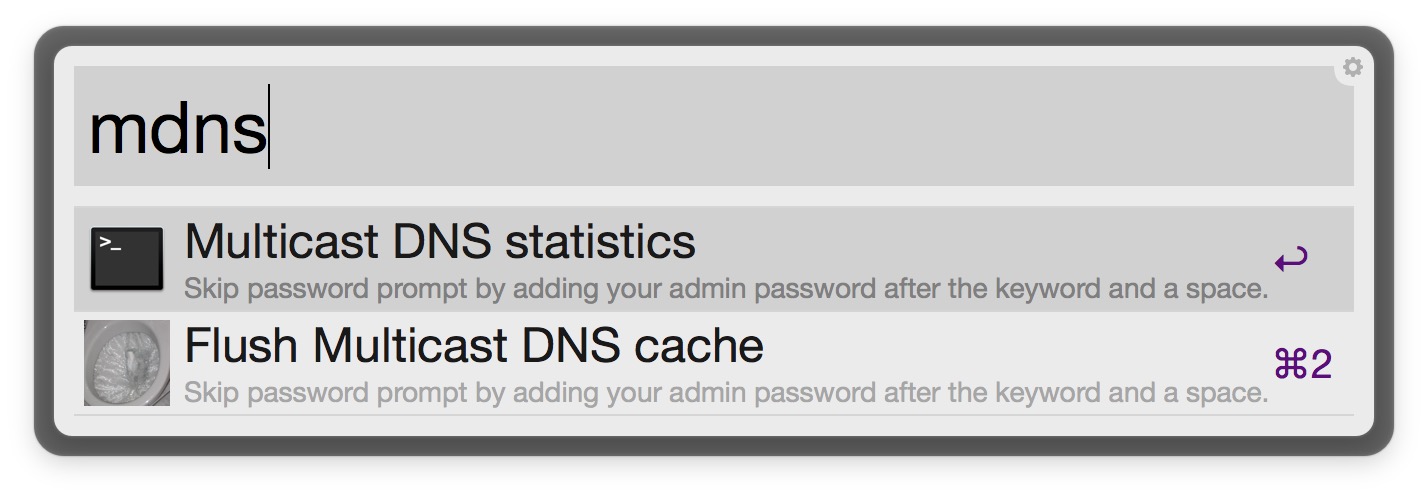 mdns
>_
Multicast DNS statistics
Skip password prompt by adding your admin password after the keyword and a space.
↩
Flush Multicast DNS cache
Skip password prompt by adding your admin password after the keyword and a space.
⌘2